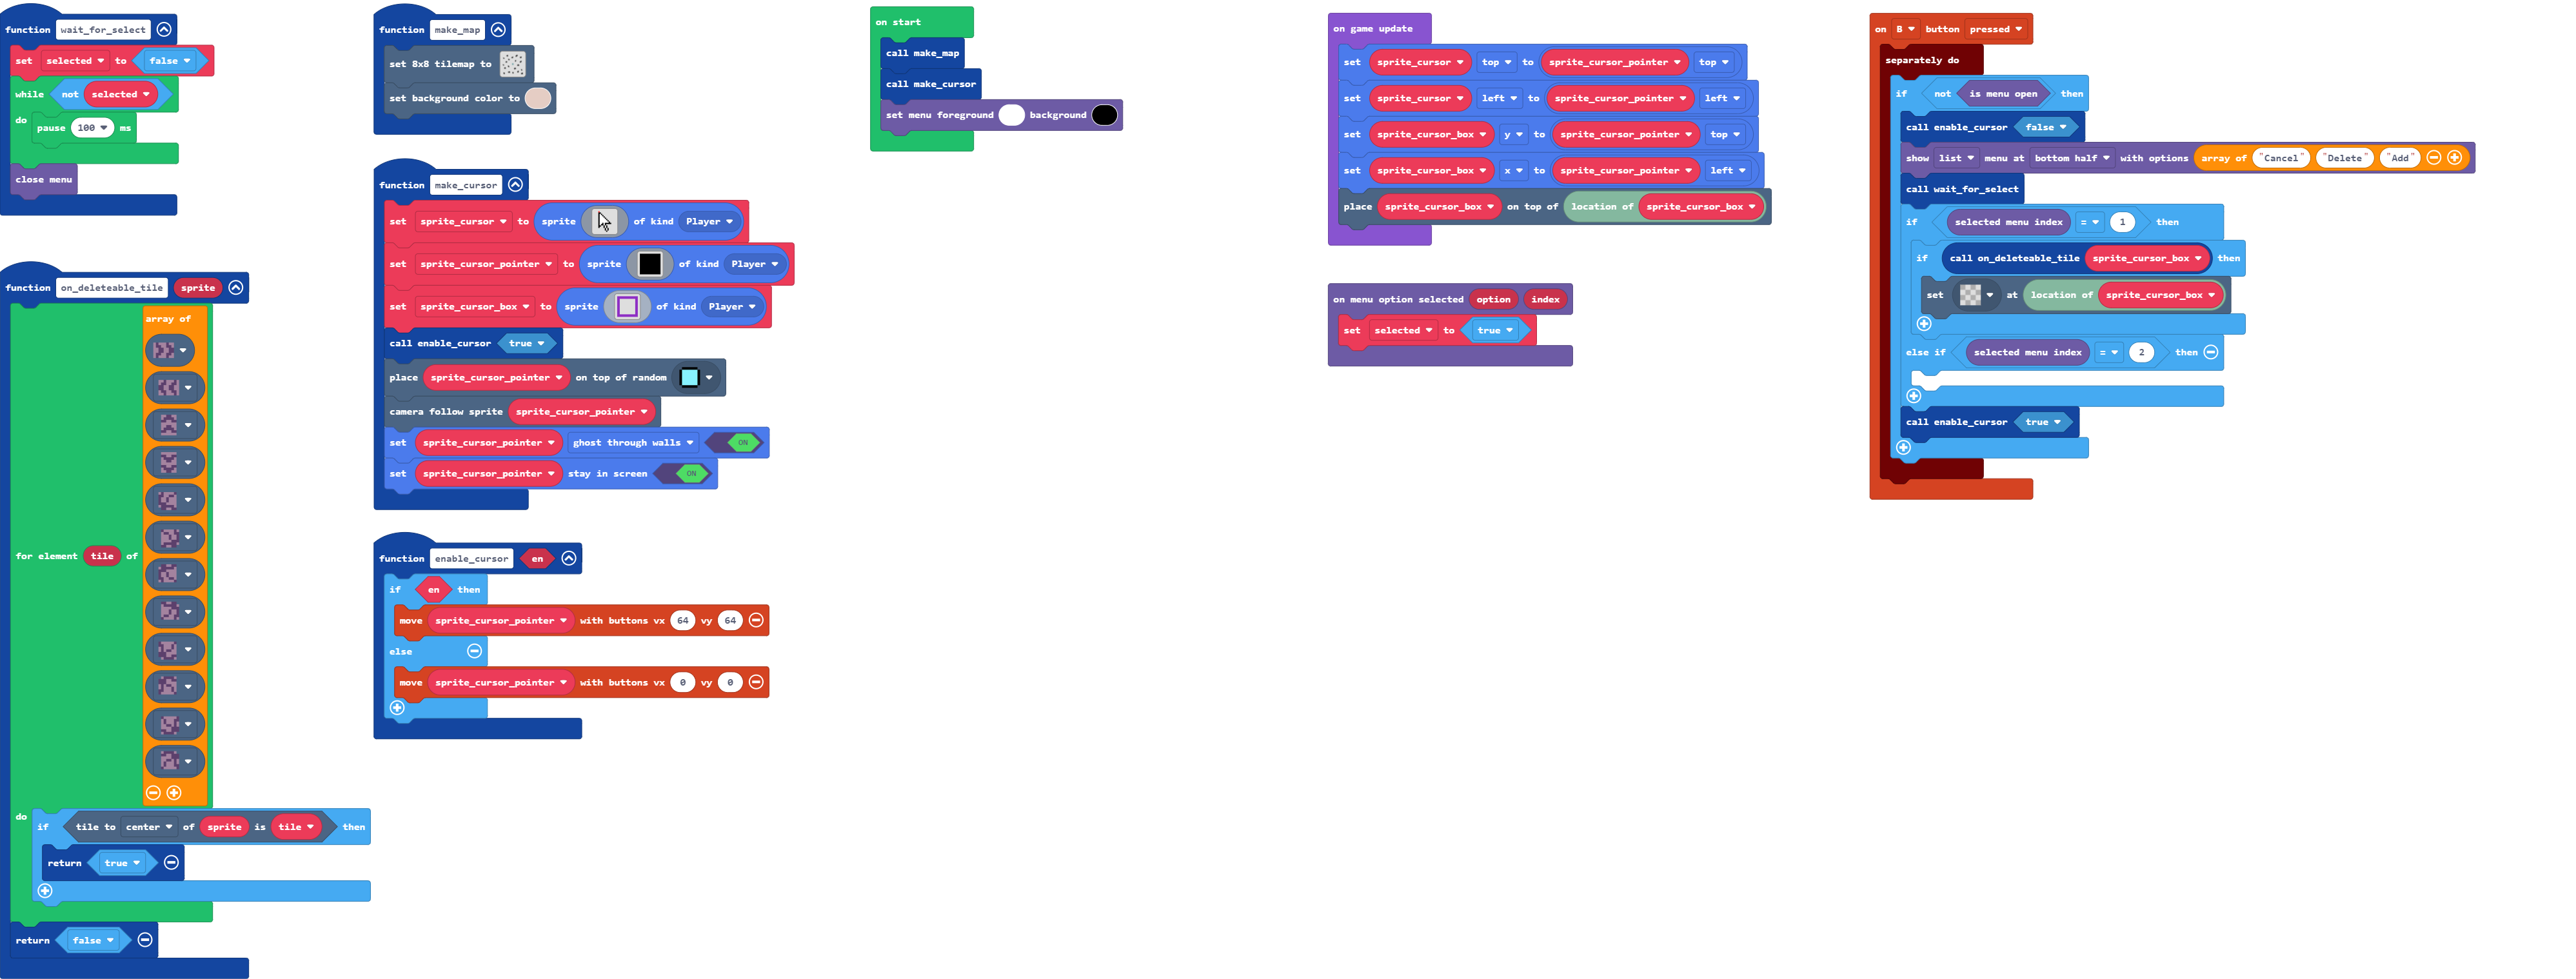 function wait_for_select
set selected to false
while not selected
do
pause 100 ms
close menu
function on_deleteable_tile sprite
array of
for element tile of
do
if tile to center of sprite is tile then
return true
return false
function make_map
set 8x8 tilemap to
set background color to
function make_cursor
set sprite_cursor to sprite of kind Player
set sprite_cursor_pointer to sprite of kind Player
set sprite_cursor_box to sprite of kind Player
call enable_cursor true
place sprite_cursor_pointer on top of random
camera follow sprite sprite_cursor_pointer
set sprite_cursor_pointer ghost through walls ON
set sprite_cursor_pointer stay in screen ON
function enable_cursor en
if en then
move sprite_cursor_pointer with buttons vx 64 vy 64
else
move sprite_cursor_pointer with buttons vx 0 vy 0
on start
call make_map
call make_cursor
set menu foreground background
on game update
set sprite_cursor top to sprite_cursor_pointer top
set sprite_cursor left to sprite_cursor_pointer left
set sprite_cursor_box y to sprite_cursor_pointer top
set sprite_cursor_box x to sprite_cursor_pointer left
place sprite_cursor_box on top of location of sprite_cursor_box
on menu option selected option index
set selected to true
on B button pressed
separately do
if not is menu open then
call enable_cursor false
show list menu at bottom half with options array of "Cancel" "Delete" "Add"
call wait_for_select
if selected menu index = 1 then
if call on_deleteable_tile sprite_cursor_box then
set at location of sprite_cursor_box
else if selected menu index = 2 then
call enable_cursor true